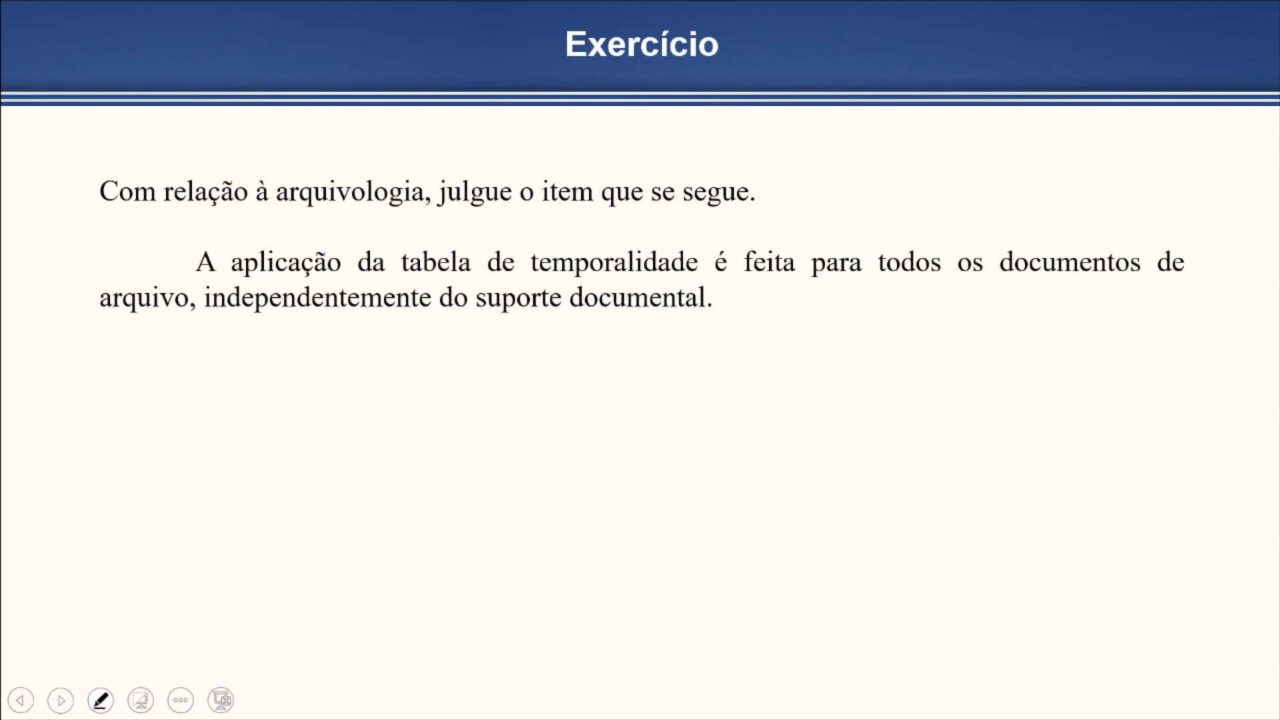 Exercício
Com relação à arquivologia, julgue o item que se segue.
A aplicação da tabela de temporalidade é feita para todos os documentos de
arquivo, independentemente do suporte documental.